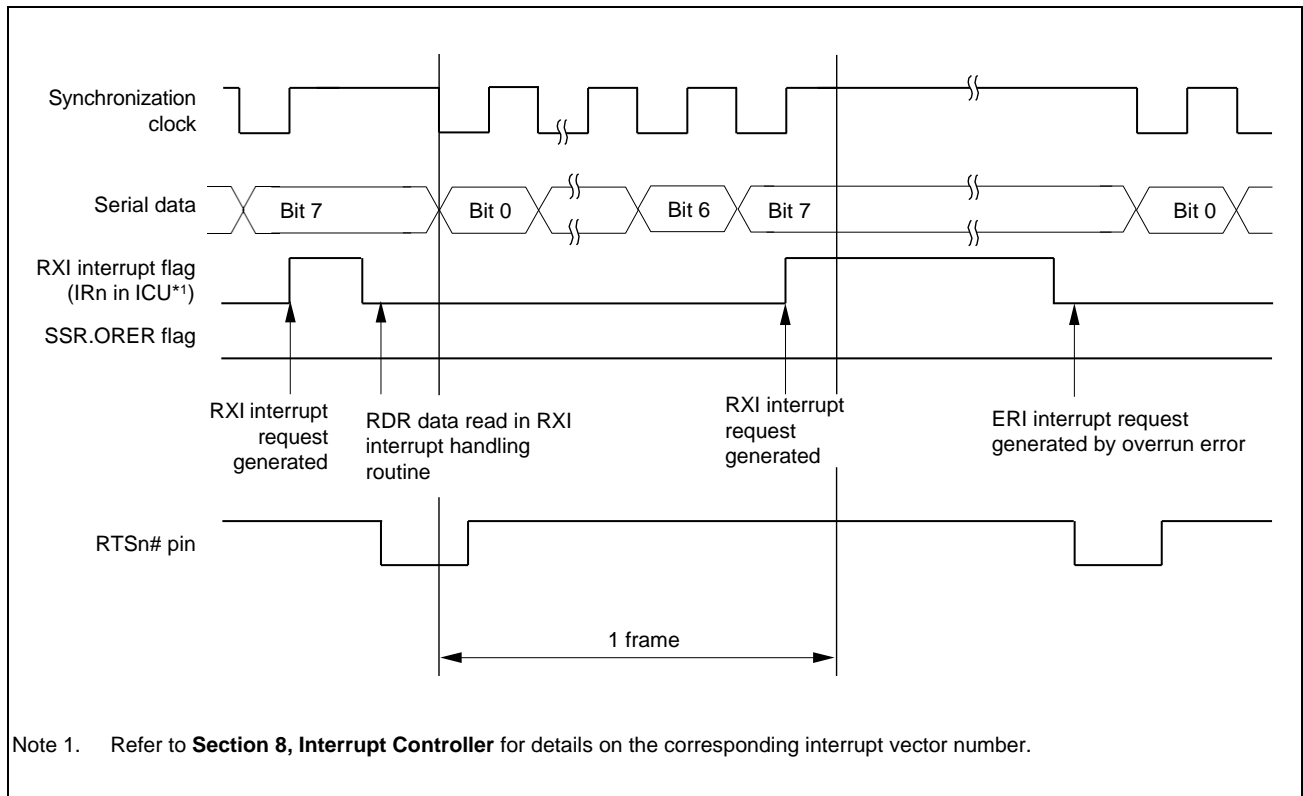 Synchronization
clock
Serial data
Bit 7
Bit 0
Bit 6
Bit 7
Bit 0
RXI interrupt flag
(IRn in ICU*1)
SSR.ORER flag
RXI interrupt
request
generated
RDR data read in RXI
interrupt handling
routine
RXI interrupt
request
generated
ERI interrupt request
generated by overrun error
RTSn# pin
1 frame
Note 1. Refer to Section 8, Interrupt Controller for details on the corresponding interrupt vector number.